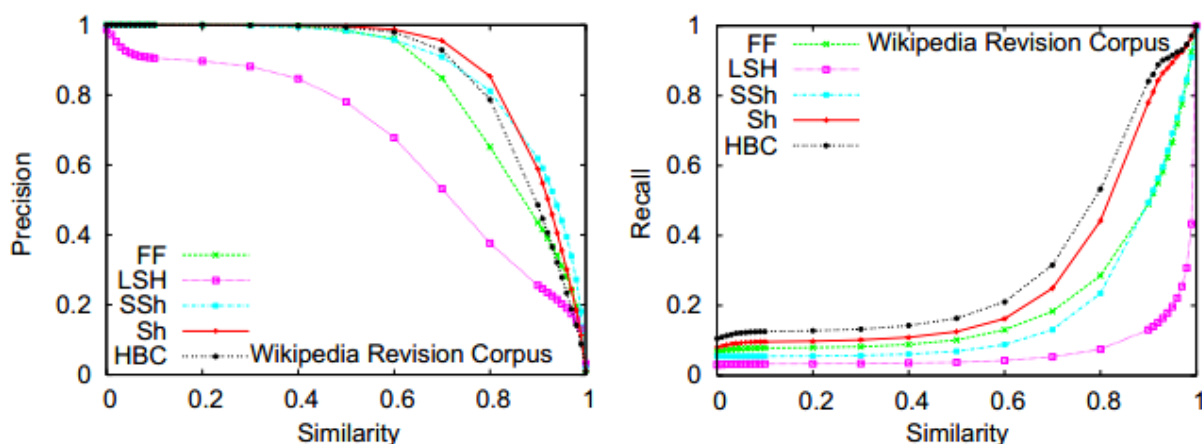 1
0.8
0.6
0.4
0.2
0
Precision
FF
LSH
SSh
Sh
HBC
Wikipedia Revision Corpus
0 0.2 0.4 0.6 0.8 1
Similarity
1
0.8
0.6
0.4
0.2
0
Recall
FF Wikipedia Revision Corpus
LSH
SSh
Sh
HBC
0 0.2 0.4 0.6 0.8 1
Similarity